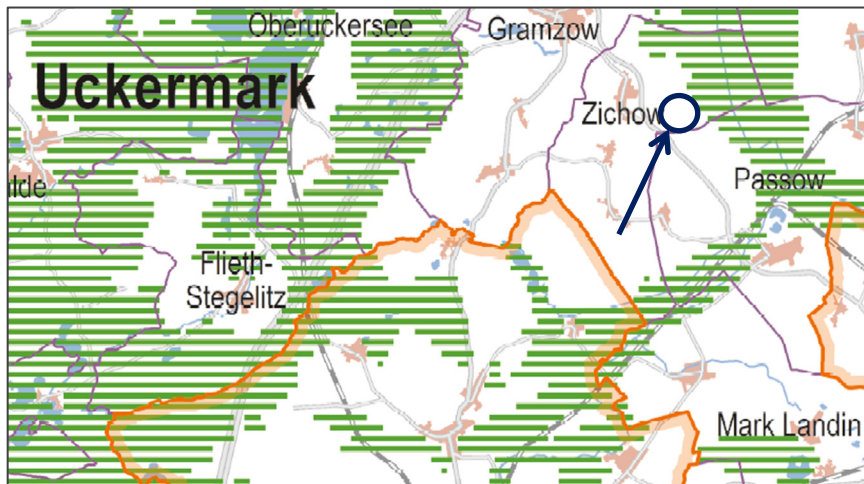 Oberuckersee
Gramzow
Uckermark
Zichow
Passow
Flieth-
Stegelitz
Mark Landin